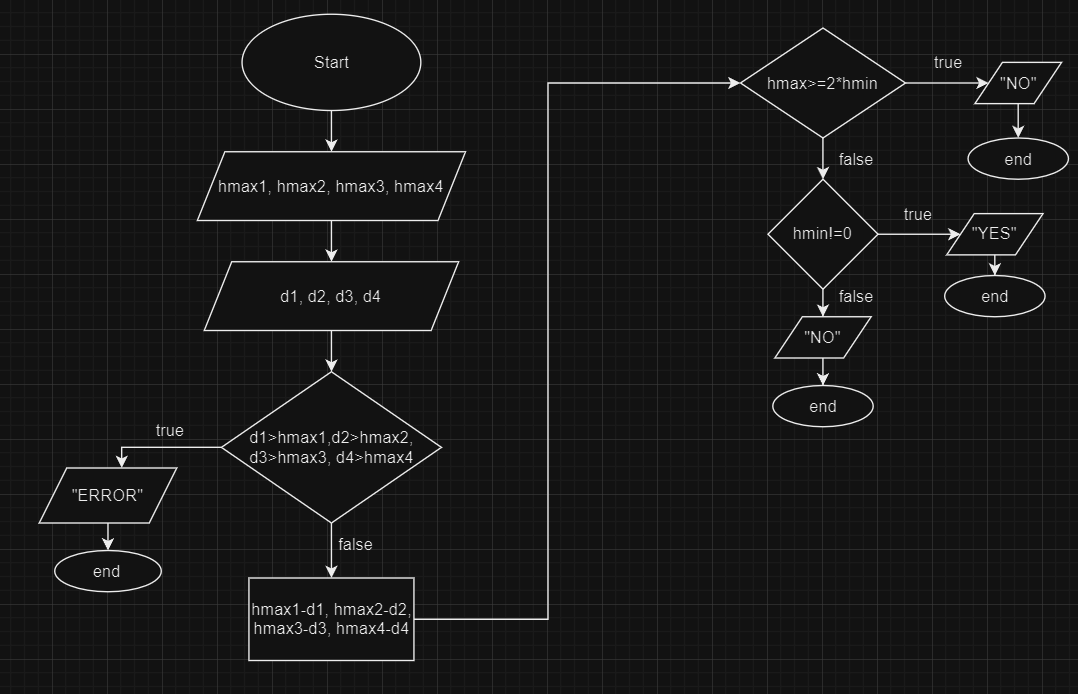 Start
hmax1, hmax2, hmax3, hmax4
d1, d2, d3, d4
d1>hmax1,d2>hmax2,
d3>hmax3, d4>hmax4
true
"ERROR"
end
false
hmax1-d1, hmax2-d2,
hmax3-d3, hmax4-d4
hmax>=2*hmin
true
"NO"
end
false
hmin!=0
true
"YES"
end
false
"NO"
end